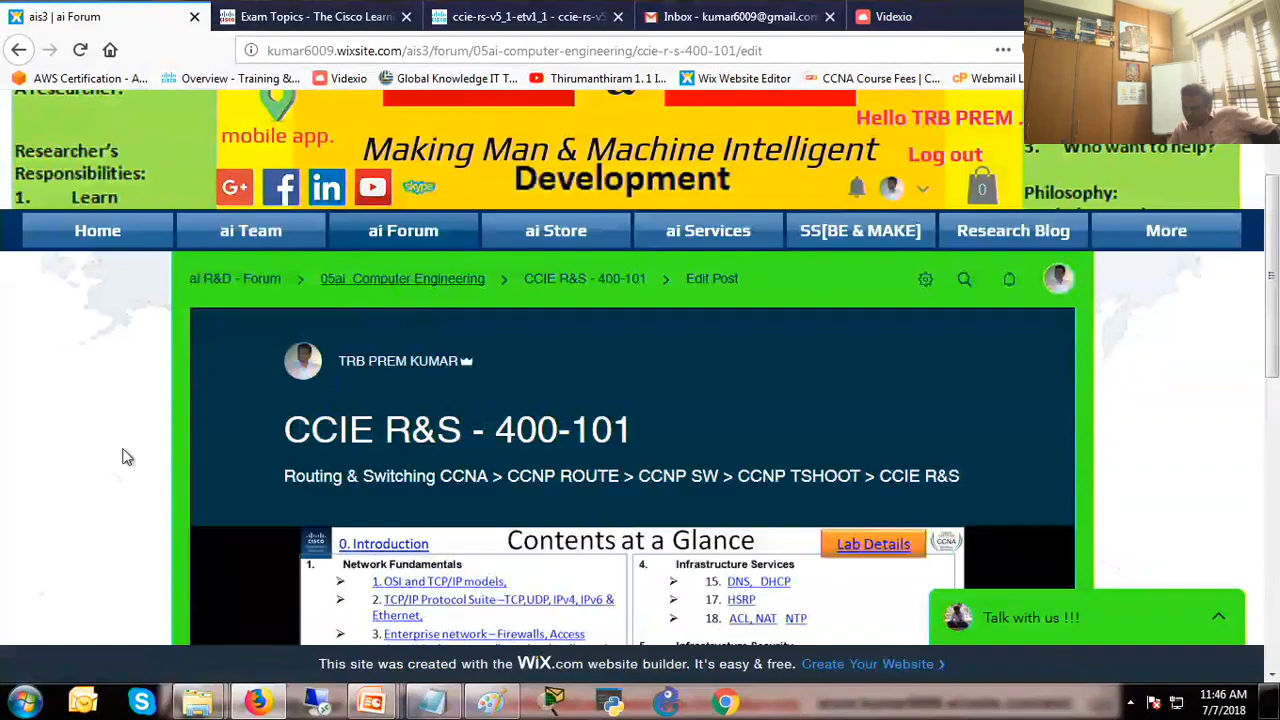 ais3 | ai Forum
Exam Topics - The Cisco Learni
ccie-rs-v5_1-etv1_1 - ccie-rs-v5
Inbox - kumar6009@gmail.com
Videxio
kumar6009.wixsite.com/ais3/forum/05ai-computer-engineering/ccie-r-s-400-101/edit
AWS Certification - A
Overview - Training &...
Videxio
Global Knowledge IT T...
Thirumanthiram 1. 1 I...
Wix Website Editor
CCNA Course Fees | C...
Webmail L
A researcher:
Researcher's
Responsibilities:
1. Learn
mobile app.
&
Making Man & Machine Intelligent
Development
Hello TRB PREM .
Log out
0
3. Who want to help?
Philosophy:
Home
ai Team
ai Forum
ai Store
ai Services
SS[BE & MAKE]
Research Blog
More
ai R&D - Forum > 05ai Computer Engineering > CCIE R&S - 400-101 > Edit Post
TRB PREM KUMAR
CCIE R&S - 400-101
Routing & Switching CCNA > CCNP ROUTE > CCNP SW > CCNP TSHOOT > CCIE R&S
0. Introduction
Contents at a Glance
Lab Details
1. Network Fundamentals
1. OSI and TCP/IP models,
2. TCP/IP Protocol Suite –TCP,UDP, IPv4, IPv6 &
Ethernet,
3. Enterprise network – Firewalls, Access
4. Infrastructure Services
15. DNS, DHCP
17. HSRP
18. ACL, NAT NTP
Talk with us !!!
This site was created with the WiX.com website builder. It's easy & free. Create Your Website >
11:46 AM
7/7/2018